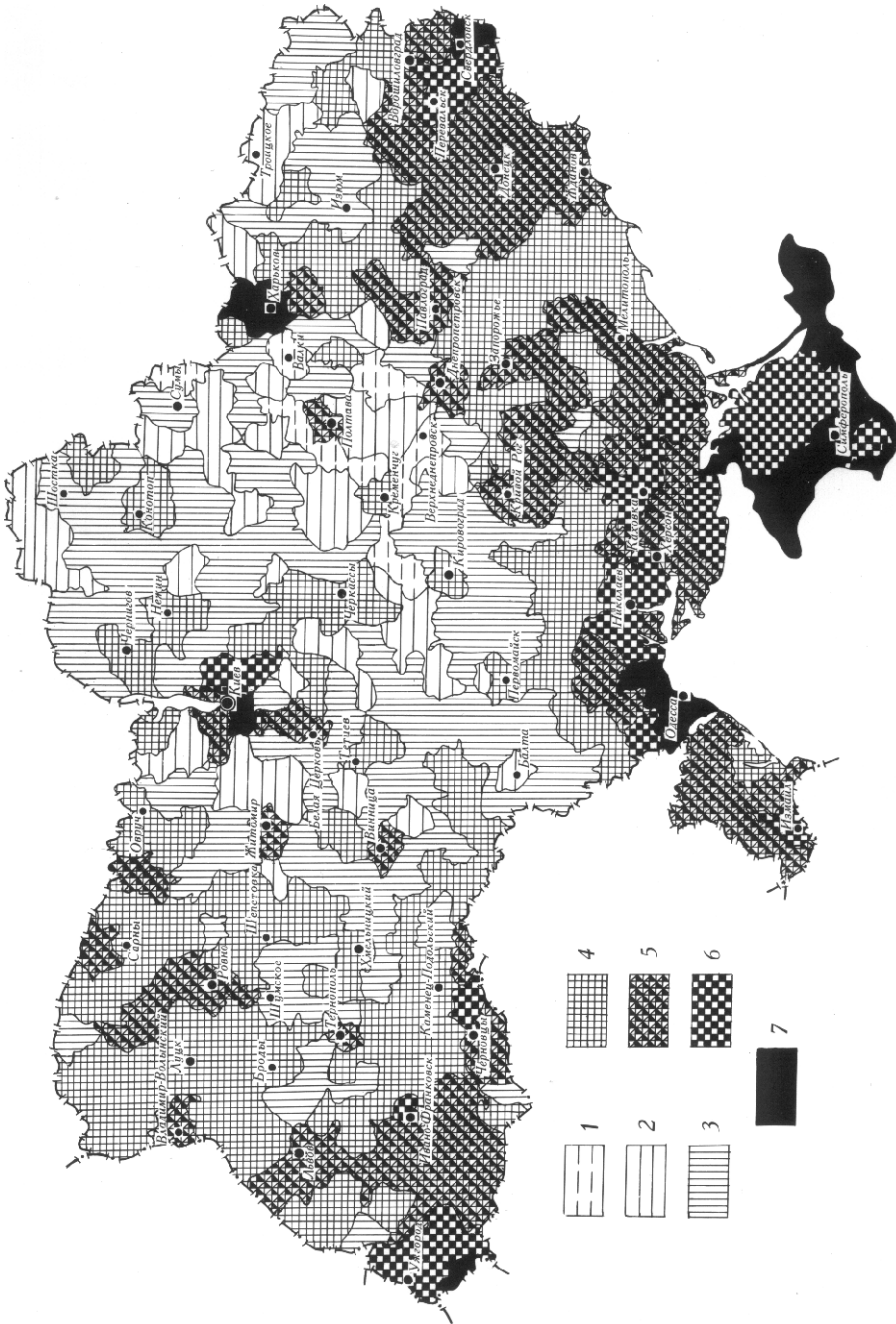 Шостка
Конотоп
Сумы
Чернигов
Нежин
Овруч
Сарны
Владимир-Волынский
Луцк
Ровно
Киев
Харьков
Троицкое
Валки
Житомир
Шепетовка
Шумское
Броды
Львов
Белая Церковь
Тетиев
Черкассы
Полтава
Изюм
Ворошиловград
Свердловск
Перевальск
Павлоград
Днепропетровск
Верхнеднепровск
Кременчуг
Кировоград
Винница
Хмельницкий
Тернополь
Каменец-Подольский
Ивано-Франковск
Ужгород
Черновцы
Первомайск
Балта
Кривой Рог
Запорожье
Донецк
Жданов
Мелитополь
Каховка
Херсон
Николаев
Одесса
Измаил
Симферополь
1
2
3
4
5
6
7